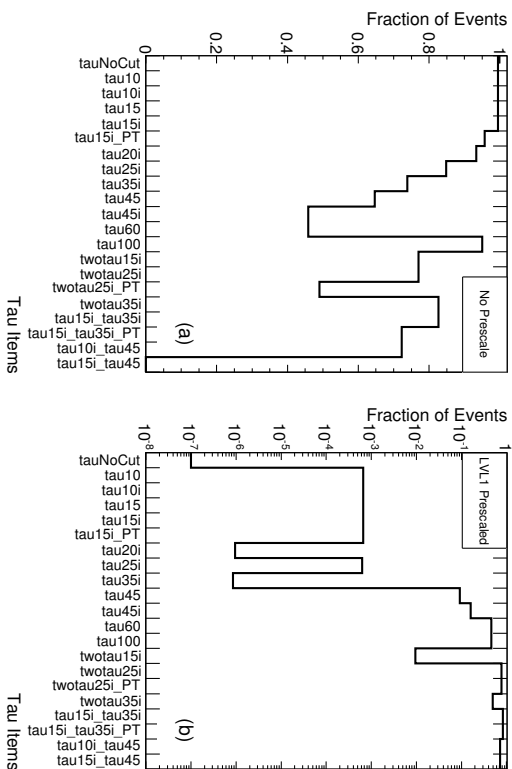 Fraction of Events
1
0.8
0.6
0.4
0.2
0
No Prescale
(a)
tauNoCut
tau10
tau10i
tau15
tau15i
tau15i_PT
tau20i
tau25i
tau35i
tau45
tau45i
tau60
tau100
twotau15i
twotau25i
twotau25i_PT
twotau35i
tau15i_tau35i
tau15i_tau35i_PT
tau10i_tau45
tau15i_tau45
Tau Items
Fraction of Events
1
10-1
10-2
10-3
10-4
10-5
10-6
10-7
10-8
LVL1 Prescaled
(b)
tauNoCut
tau10
tau10i
tau15
tau15i
tau15i_PT
tau20i
tau25i
tau35i
tau45
tau45i
tau60
tau100
twotau15i
twotau25i
twotau25i_PT
twotau35i
tau15i_tau35i
tau15i_tau35i_PT
tau10i_tau45
tau15i_tau45
Tau Items